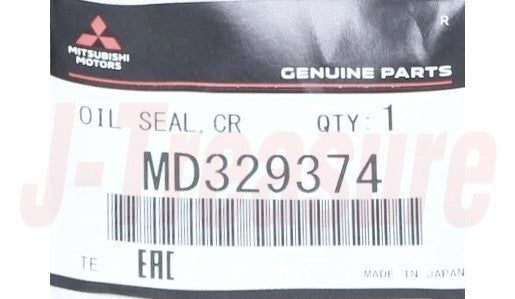 R
MITSUBISHI
MOTORS
GENUINE PARTS
OIL SEAL,CR QTY:1
MD329374
J-Treasure
TE EAC
MADE IN JAPAN